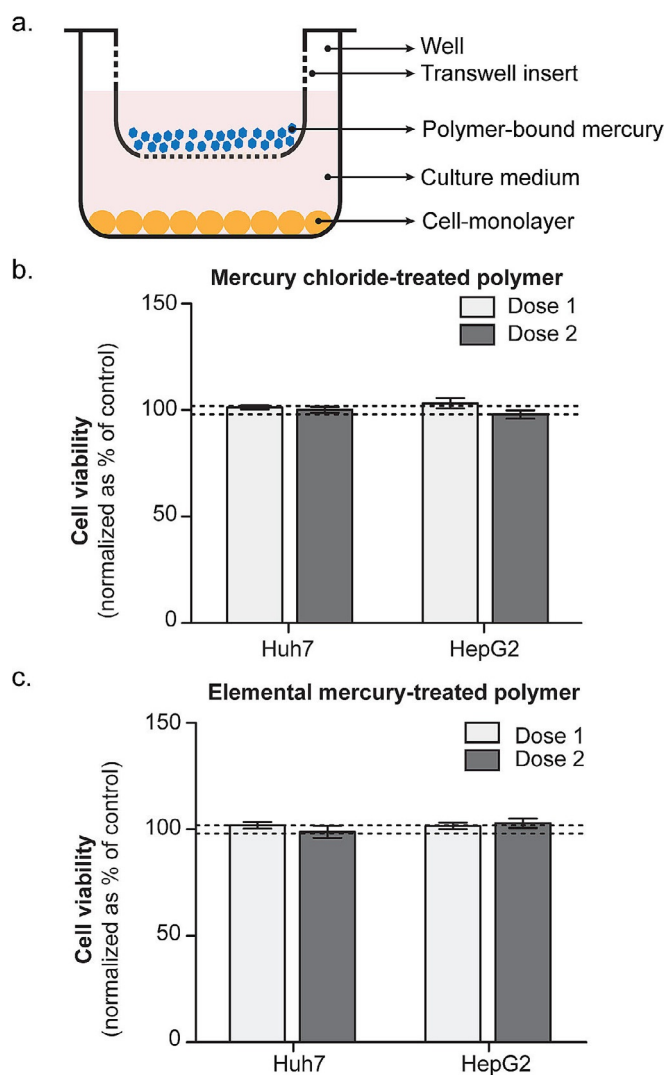 a.
Well
Transwell insert
Polymer-bound mercury
Culture medium
Cell-monolayer
b.
Mercury chloride-treated polymer
Dose 1
Dose 2
150
100
50
0
Cell viability
(normalized as % of control)
Huh7
HepG2
c.
Elemental mercury-treated polymer
Dose 1
Dose 2
150
100
50
0
Cell viability
(normalized as % of control)
Huh7
HepG2